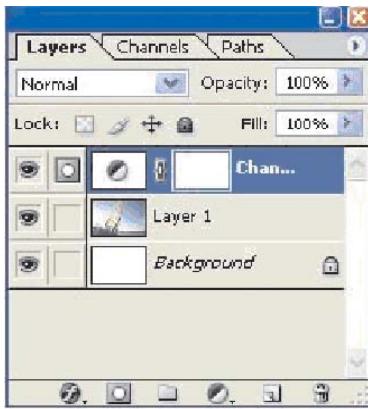 Layers Channels Paths
Normal Opacity: 100%
Lock: Fill: 100%
Chan...
Layer 1
Background